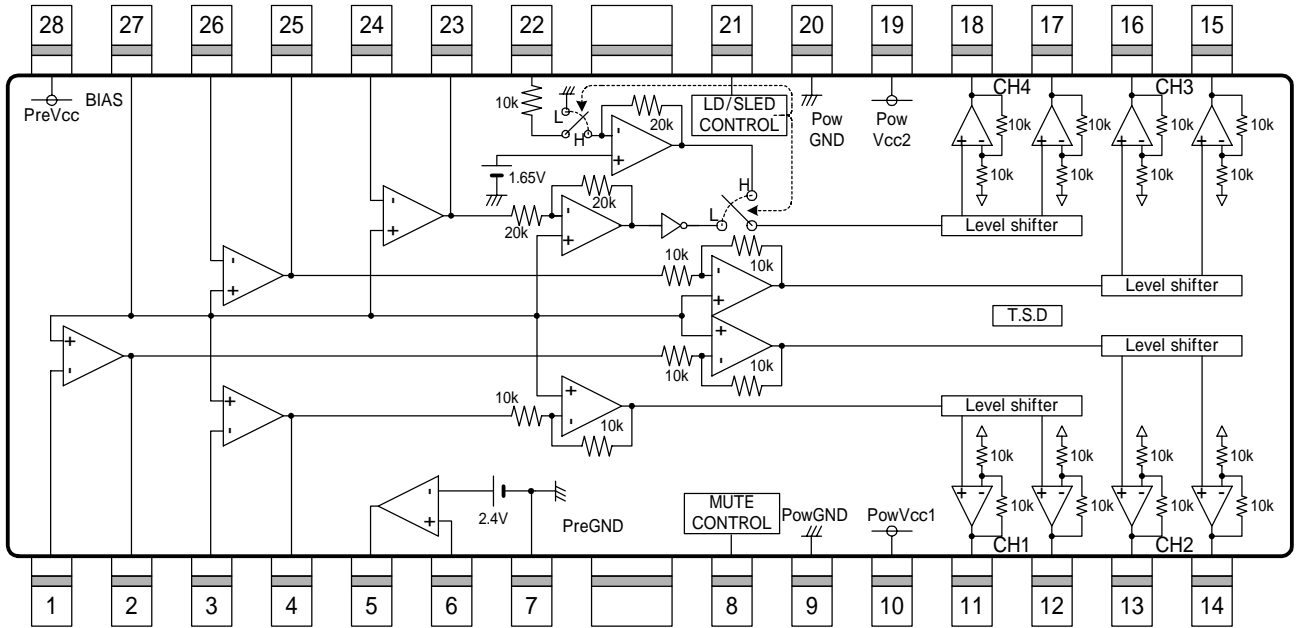 28 27 26 25 24 23 22 21 20 19 18 17 16 15
PreVcc
BIAS
10k
L
H
20k
LD/SLED
CONTROL
Pow
GND
Pow
Vcc2
CH4
CH3
+ - + - + - + -
10k 10k 10k 10k
10k 10k 10k 10k
-
+
1.65V
20k
20k
-
+
-
+
H
L
Level shifter
-
+
10k
10k
-
+
Level shifter
T.S.D
+
-
+
-
10k
10k
Level shifter
+
-
10k
+
-
10k
Level shifter
-
+
2.4V
PreGND
MUTE
CONTROL
PowGND
PowVcc1
10k 10k 10k 10k
+ - + - + - + -
10k 10k 10k 10k
CH1
CH2
1 2 3 4 5 6 7 8 9 10 11 12 13 14